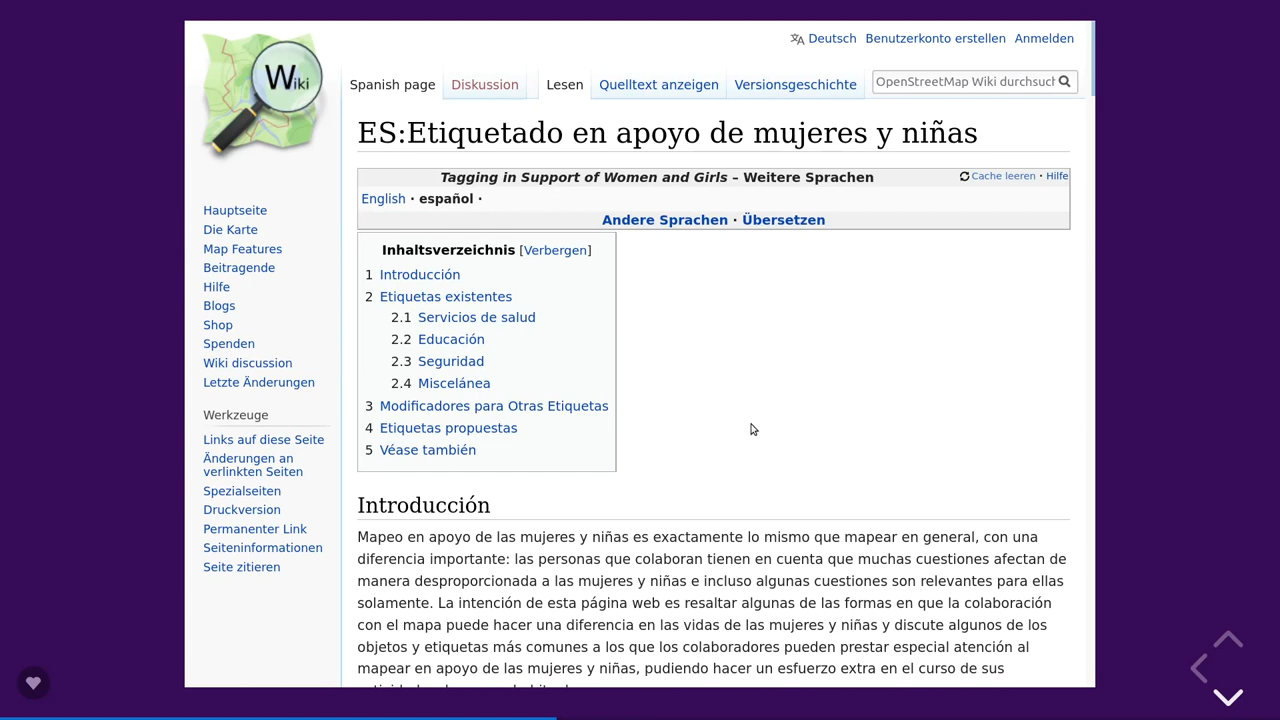 Wiki
Deutsch Benutzerkonto erstellen Anmelden
Spanish page Diskussion Lesen Quelltext anzeigen Versionsgeschichte OpenStreetMap Wiki durchsuch
ES:Etiquetado en apoyo de mujeres y niñas
Tagging in Support of Women and Girls – Weitere Sprachen Cache leeren · Hilfe
English · español ·
Andere Sprachen · Übersetzen
Hauptseite
Die Karte
Map Features
Beitragende
Hilfe
Blogs
Shop
Spenden
Wiki discussion
Letzte Änderungen
Werkzeuge
Links auf diese Seite
Änderungen an
verlinkten Seiten
Spezialseiten
Druckversion
Permanenter Link
Seiteninformationen
Seite zitieren
Inhaltsverzeichnis [Verbergen]
1 Introducción
2 Etiquetas existentes
2.1 Servicios de salud
2.2 Educación
2.3 Seguridad
2.4 Miscelánea
3 Modificadores para Otras Etiquetas
4 Etiquetas propuestas
5 Véase también
Introducción
Mapeo en apoyo de las mujeres y niñas es exactamente lo mismo que mapear en general, con una
diferencia importante: las personas que colaboran tienen en cuenta que muchas cuestiones afectan de
manera desproporcionada a las mujeres y niñas e incluso algunas cuestiones son relevantes para ellas
solamente. La intención de esta página web es resaltar algunas de las formas en que la colaboración
con el mapa puede hacer una diferencia en las vidas de las mujeres y niñas y discute algunos de los
objetos y etiquetas más comunes a los que los colaboradores pueden prestar especial atención al
mapear en apoyo de las mujeres y niñas, pudiendo hacer un esfuerzo extra en el curso de sus